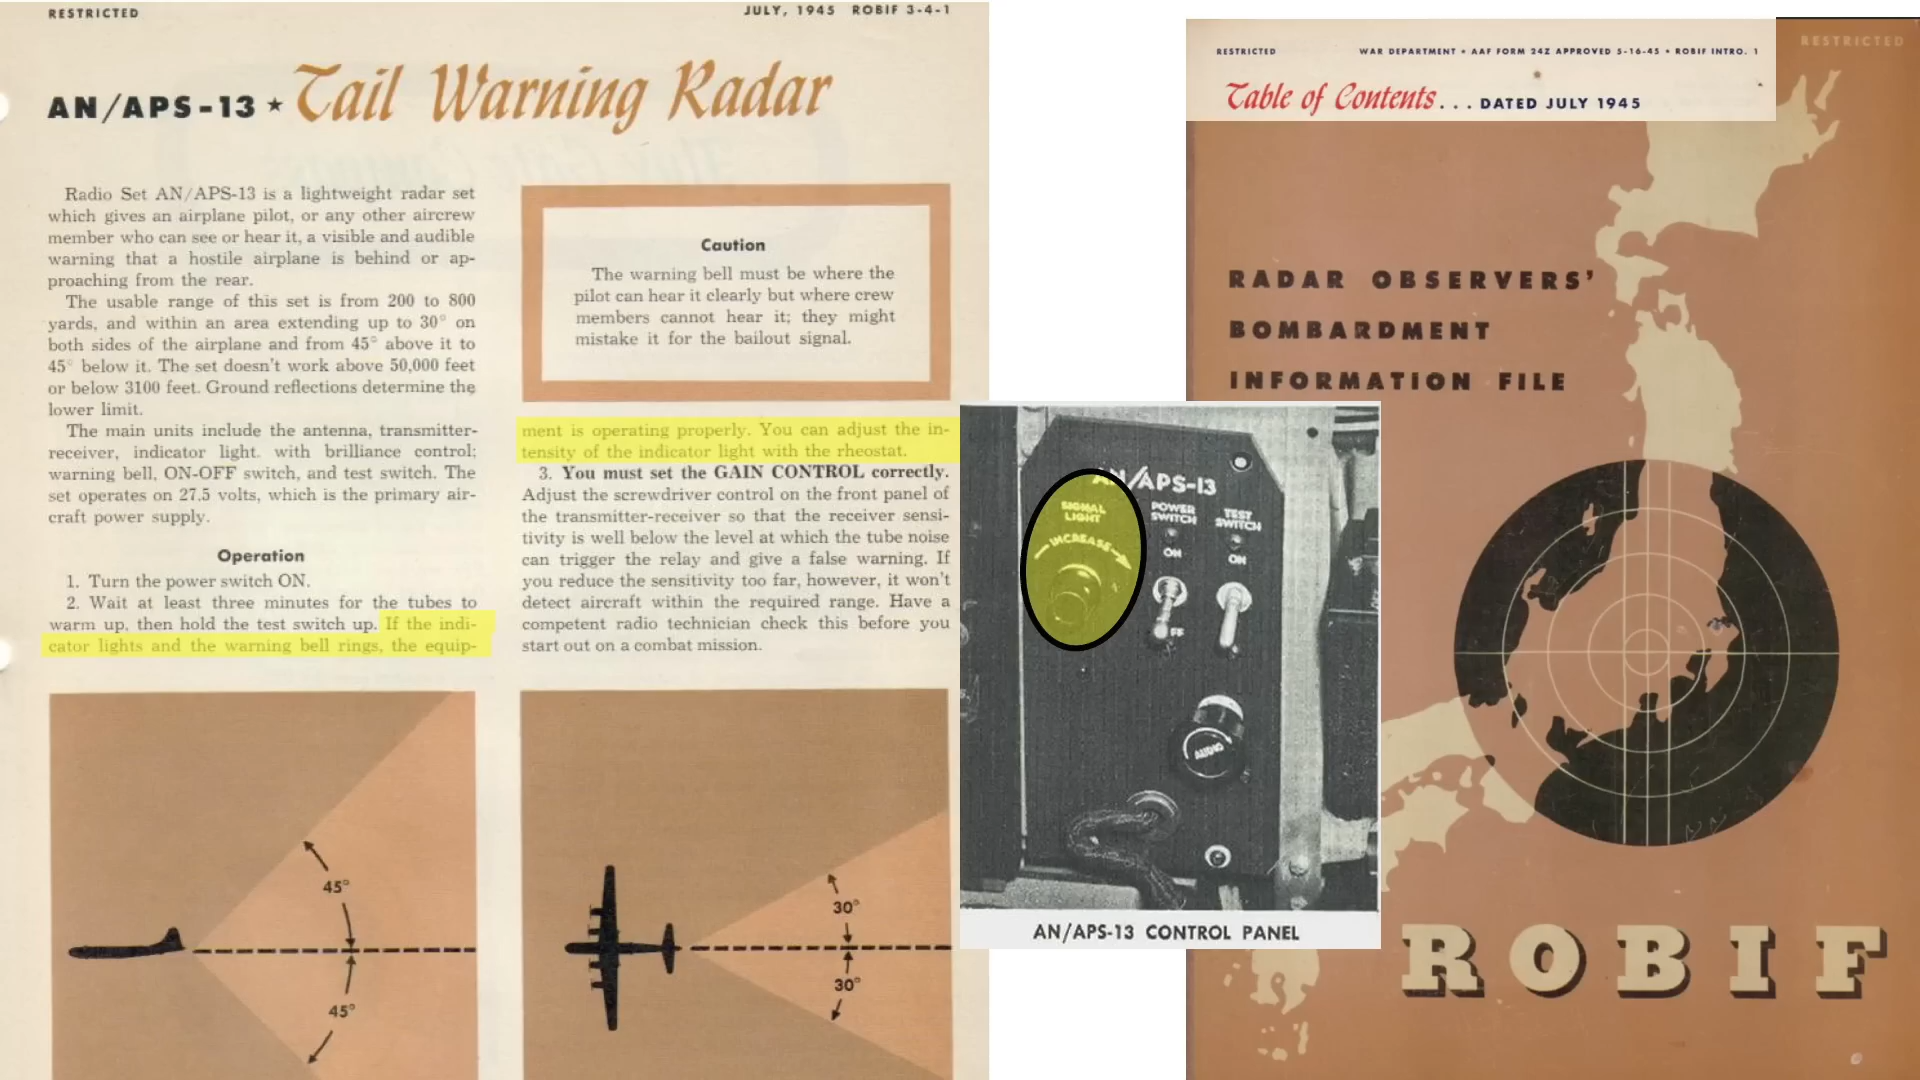 RESTRICTED
JULY, 1945 ROBIF 3-4-1
AN/APS-13 ★ Tail Warning Radar
Radio Set AN/APS-13 is a lightweight radar set
which gives an airplane pilot, or any other aircrew
member who can see or hear it, a visible and audible
warning that a hostile airplane is behind or ap-
proaching from the rear.
The usable range of this set is from 200 to 800
yards, and within an area extending up to 30° on
both sides of the airplane and from 45° above it to
45° below it. The set doesn't work above 50,000 feet
or below 3100 feet. Ground reflections determine the
lower limit.
The main units include the antenna, transmitter-
receiver, indicator light with brilliance control;
warning bell, ON-OFF switch, and test switch. The
set operates on 27.5 volts, which is the primary air-
craft power supply.
Operation
1. Turn the power switch ON.
2. Wait at least three minutes for the tubes to
warm up, then hold the test switch up. If the indi-
cator lights and the warning bell rings, the equip-
Caution
The warning bell must be where the
pilot can hear it clearly but where crew
members cannot hear it; they might
mistake it for the bailout signal.
ment is operating properly. You can adjust the in-
tensity of the indicator light with the rheostat.
3. You must set the GAIN CONTROL correctly.
Adjust the screwdriver control on the front panel of
the transmitter-receiver so that the receiver sensi-
tivity is well below the level at which the tube noise
can trigger the relay and give a false warning. If
you reduce the sensitivity too far, however, it won't
detect aircraft within the required range. Have a
competent radio technician check this before you
start out on a combat mission.
45°
45°
30°
30°
AN/APS-13
SIGNAL
LIGHT
INCREASE
POWER
SWITCH
ON
FF
TEST
SWITCH
ON
AN/APS-13 CONTROL PANEL
RESTRICTED
WAR DEPARTMENT • AAF FORM 24Z APPROVED 5-16-45 • ROBIF INTRO. 1
Table of Contents . . . DATED JULY 1945
RESTRICTED
RADAR OBSERVERS'
BOMBARDMENT
INFORMATION FILE
ROBIF